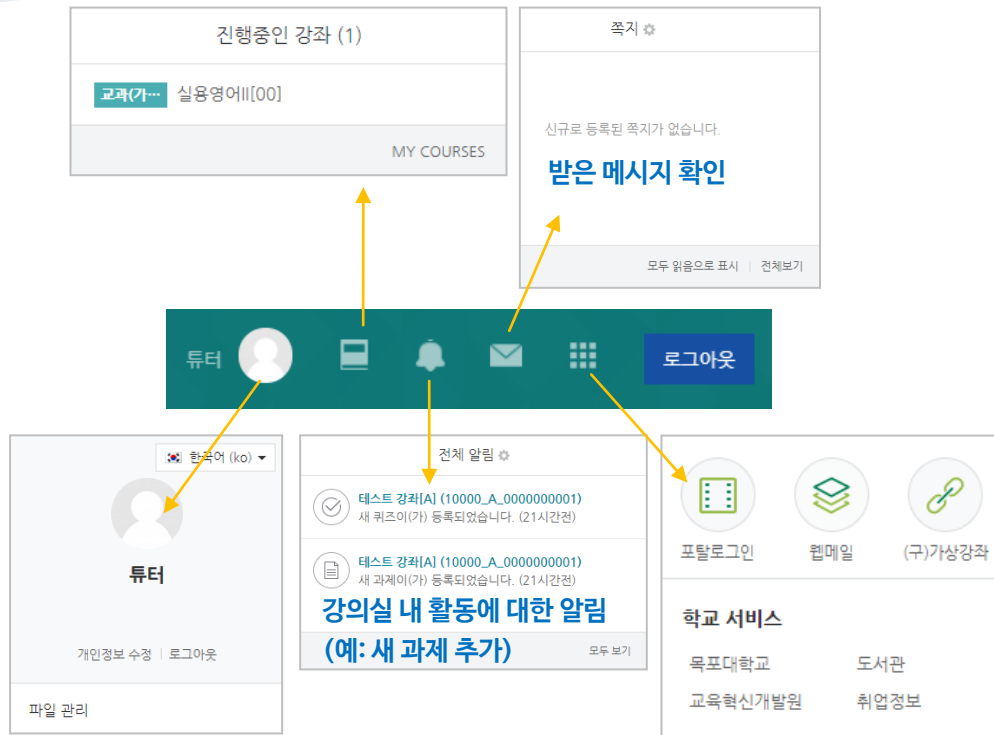 진행중인 강좌 (1)
교과(가… 실용영어II[00]
MY COURSES
쪽지
신규로 등록된 쪽지가 없습니다.
받은 메시지 확인
모두 읽음으로 표시 | 전체보기
튜터
로그아웃
한국어 (ko)
튜터
개인정보 수정 | 로그아웃
파일 관리
전체 알림
테스트 강좌[A] (10000_A_0000000001)
새 퀴즈이(가) 등록되었습니다. (21시간전)
테스트 강좌[A] (10000_A_0000000001)
새 과제이(가) 등록되었습니다. (21시간전)
강의실 내 활동에 대한 알림
(예: 새 과제 추가)
모두 보기
포탈로그인 웹메일 (구)가상강좌
학교 서비스
목포대학교 도서관
교육혁신개발원 취업정보